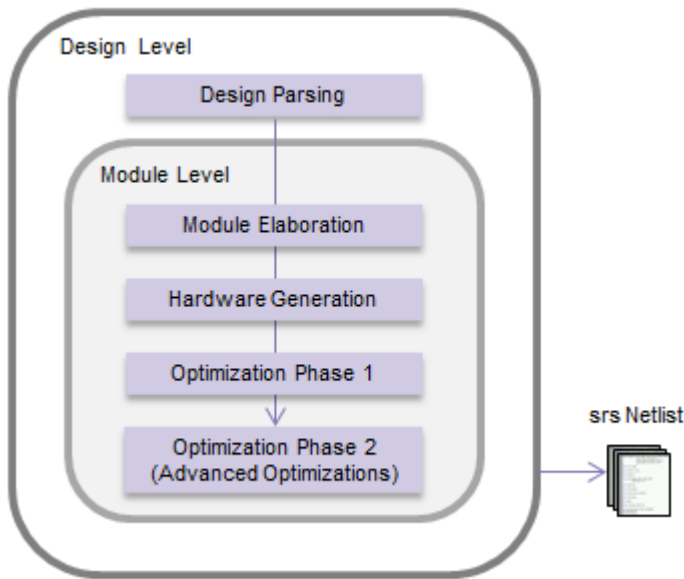 Design Level
Design Parsing
Module Level
Module Elaboration
Hardware Generation
Optimization Phase 1
Optimization Phase 2
(Advanced Optimizations)
srs Netlist